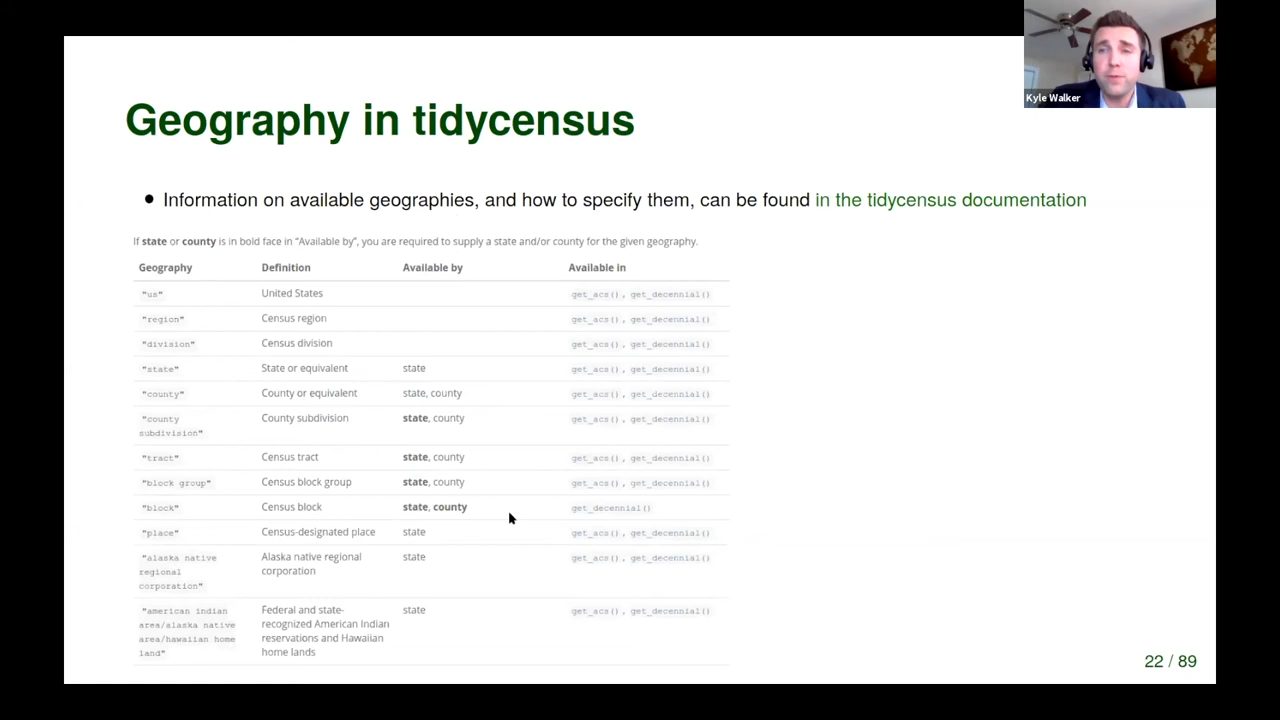 Kyle Walker
Geography in tidycensus
• Information on available geographies, and how to specify them, can be found in the tidycensus documentation
If state or county is in bold face in “Available by”, you are required to supply a state and/or county for the given geography.
Geography Definition Available by Available in
"us" United States get_acs(), get_decennial()
"region" Census region get_acs(), get_decennial()
"division" Census division get_acs(), get_decennial()
"state" State or equivalent state get_acs(), get_decennial()
"county" County or equivalent state, county get_acs(), get_decennial()
"county County subdivision state, county get_acs(), get_decennial()
subdivision"
"tract" Census tract state, county get_acs(), get_decennial()
"block group" Census block group state, county get_acs(), get_decennial()
"block" Census block state, county get_decennial()
"place" Census-designated place state get_acs(), get_decennial()
"alaska native Alaska native regional state get_acs(), get_decennial()
regional corporation
corporation"
"american indian Federal and state- state get_acs(), get_decennial()
area/alaska native recognized American Indian
area/hawaiian home reservations and Hawaiian
land" home lands
22 / 89